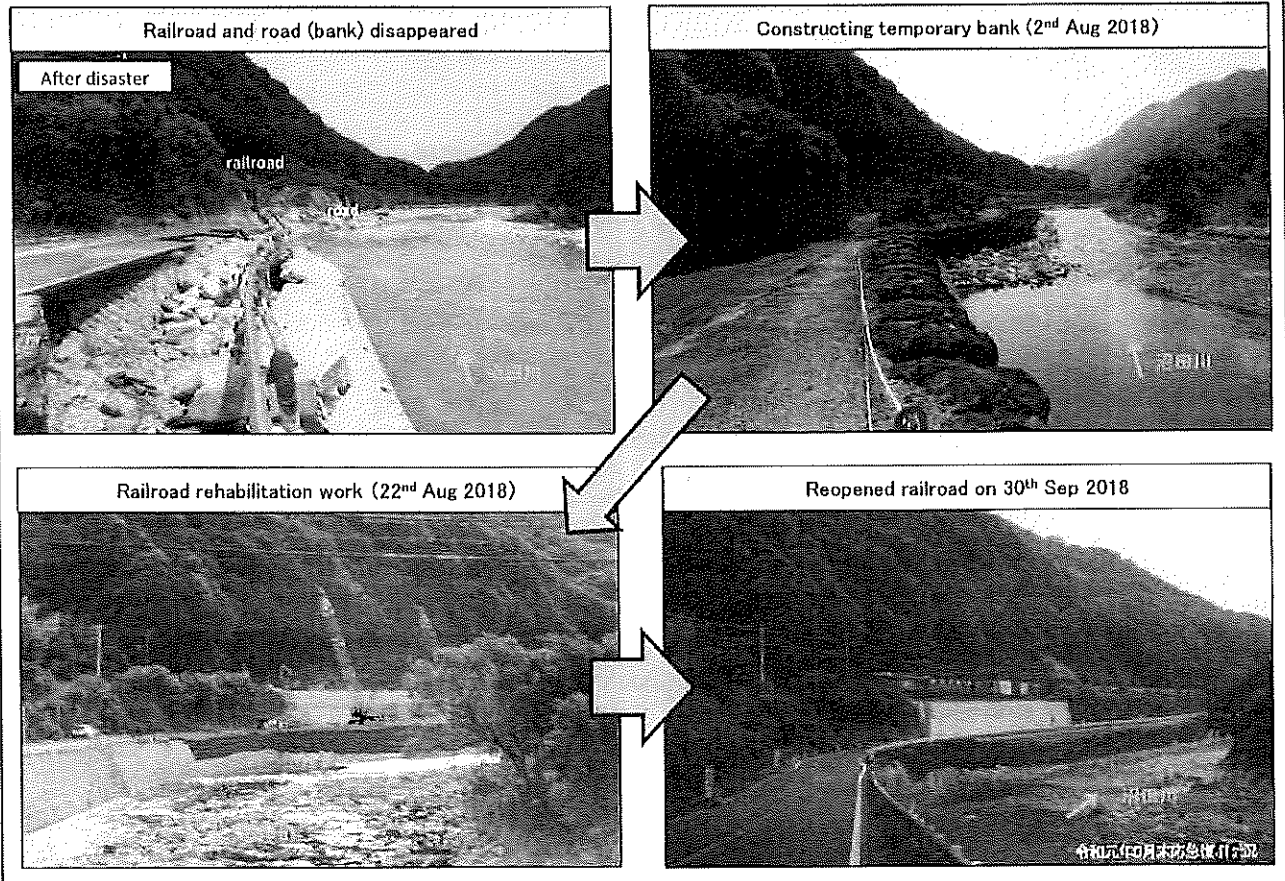 Railroad and road (bank) disappeared
After disaster
railroad
road
Constructing temporary bank (2nd Aug 2018)
Railroad rehabilitation work (22nd Aug 2018)
Reopened railroad on 30th Sep 2018